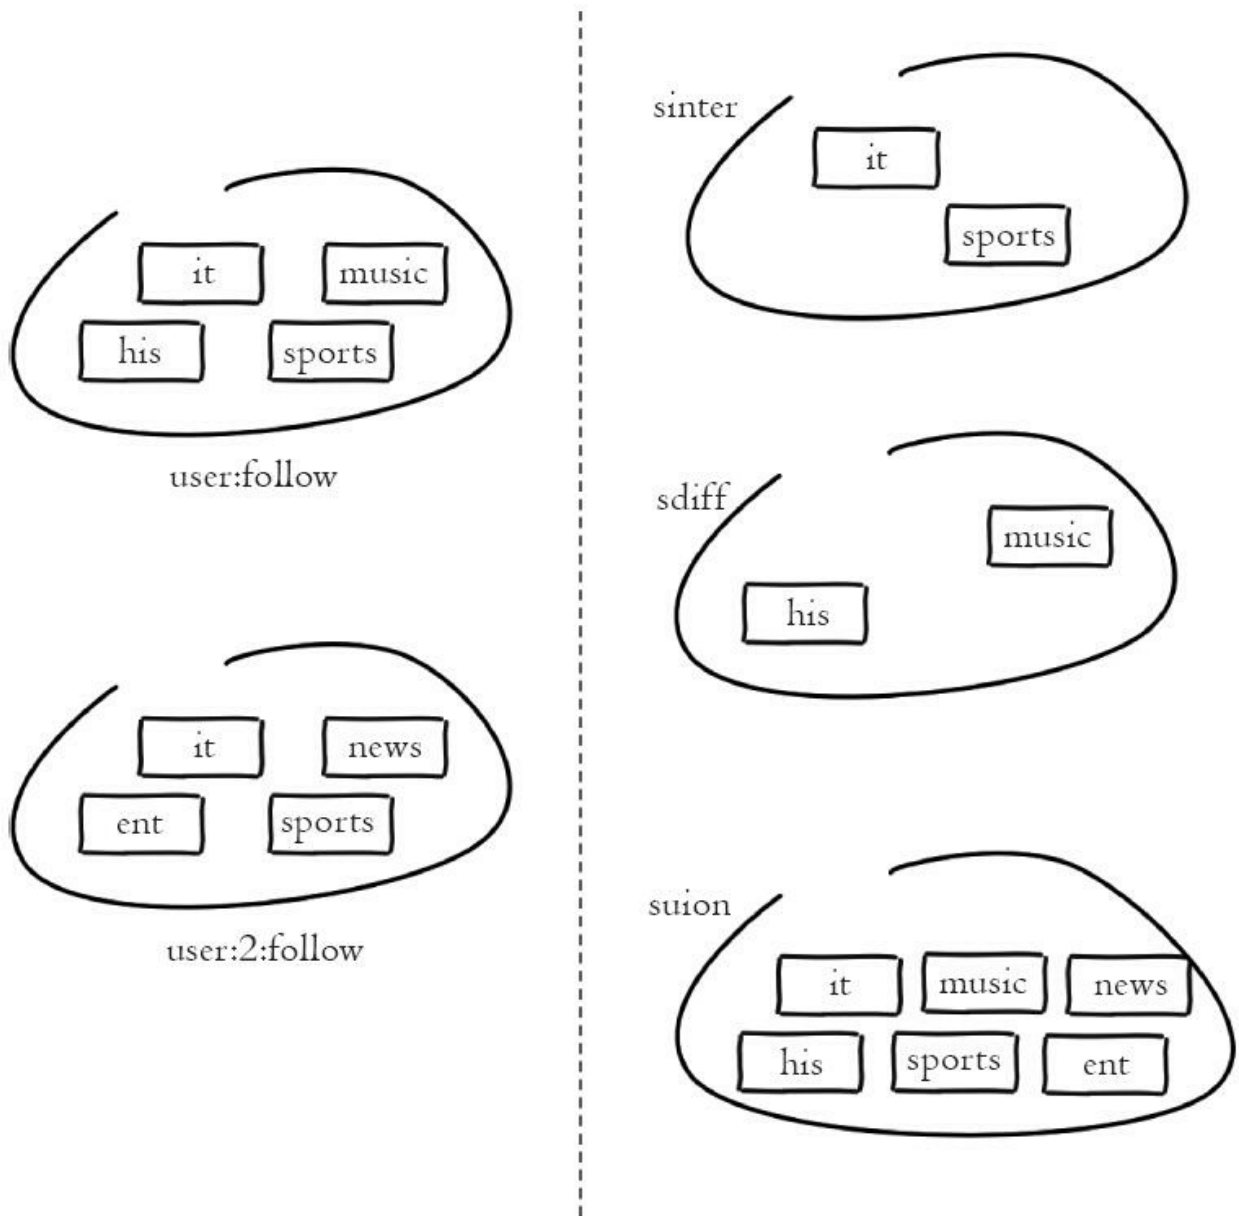 it
music
his
sports
user:follow
it
news
ent
sports
user:2:follow
sinter
it
sports
sdiff
music
his
suion
it
music
news
his
sports
ent